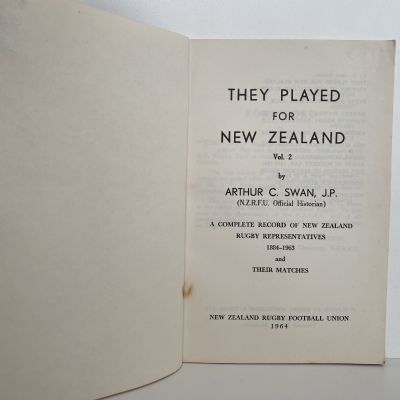 THEY PLAYED
FOR
NEW ZEALAND
Vol. 2
by
ARTHUR C. SWAN, J.P.
(N.Z.R.F.U. Official Historian)
A COMPLETE RECORD OF NEW ZEALAND
RUGBY REPRESENTATIVES
1884–1963
and
THEIR MATCHES
NEW ZEALAND RUGBY FOOTBALL UNION
1964